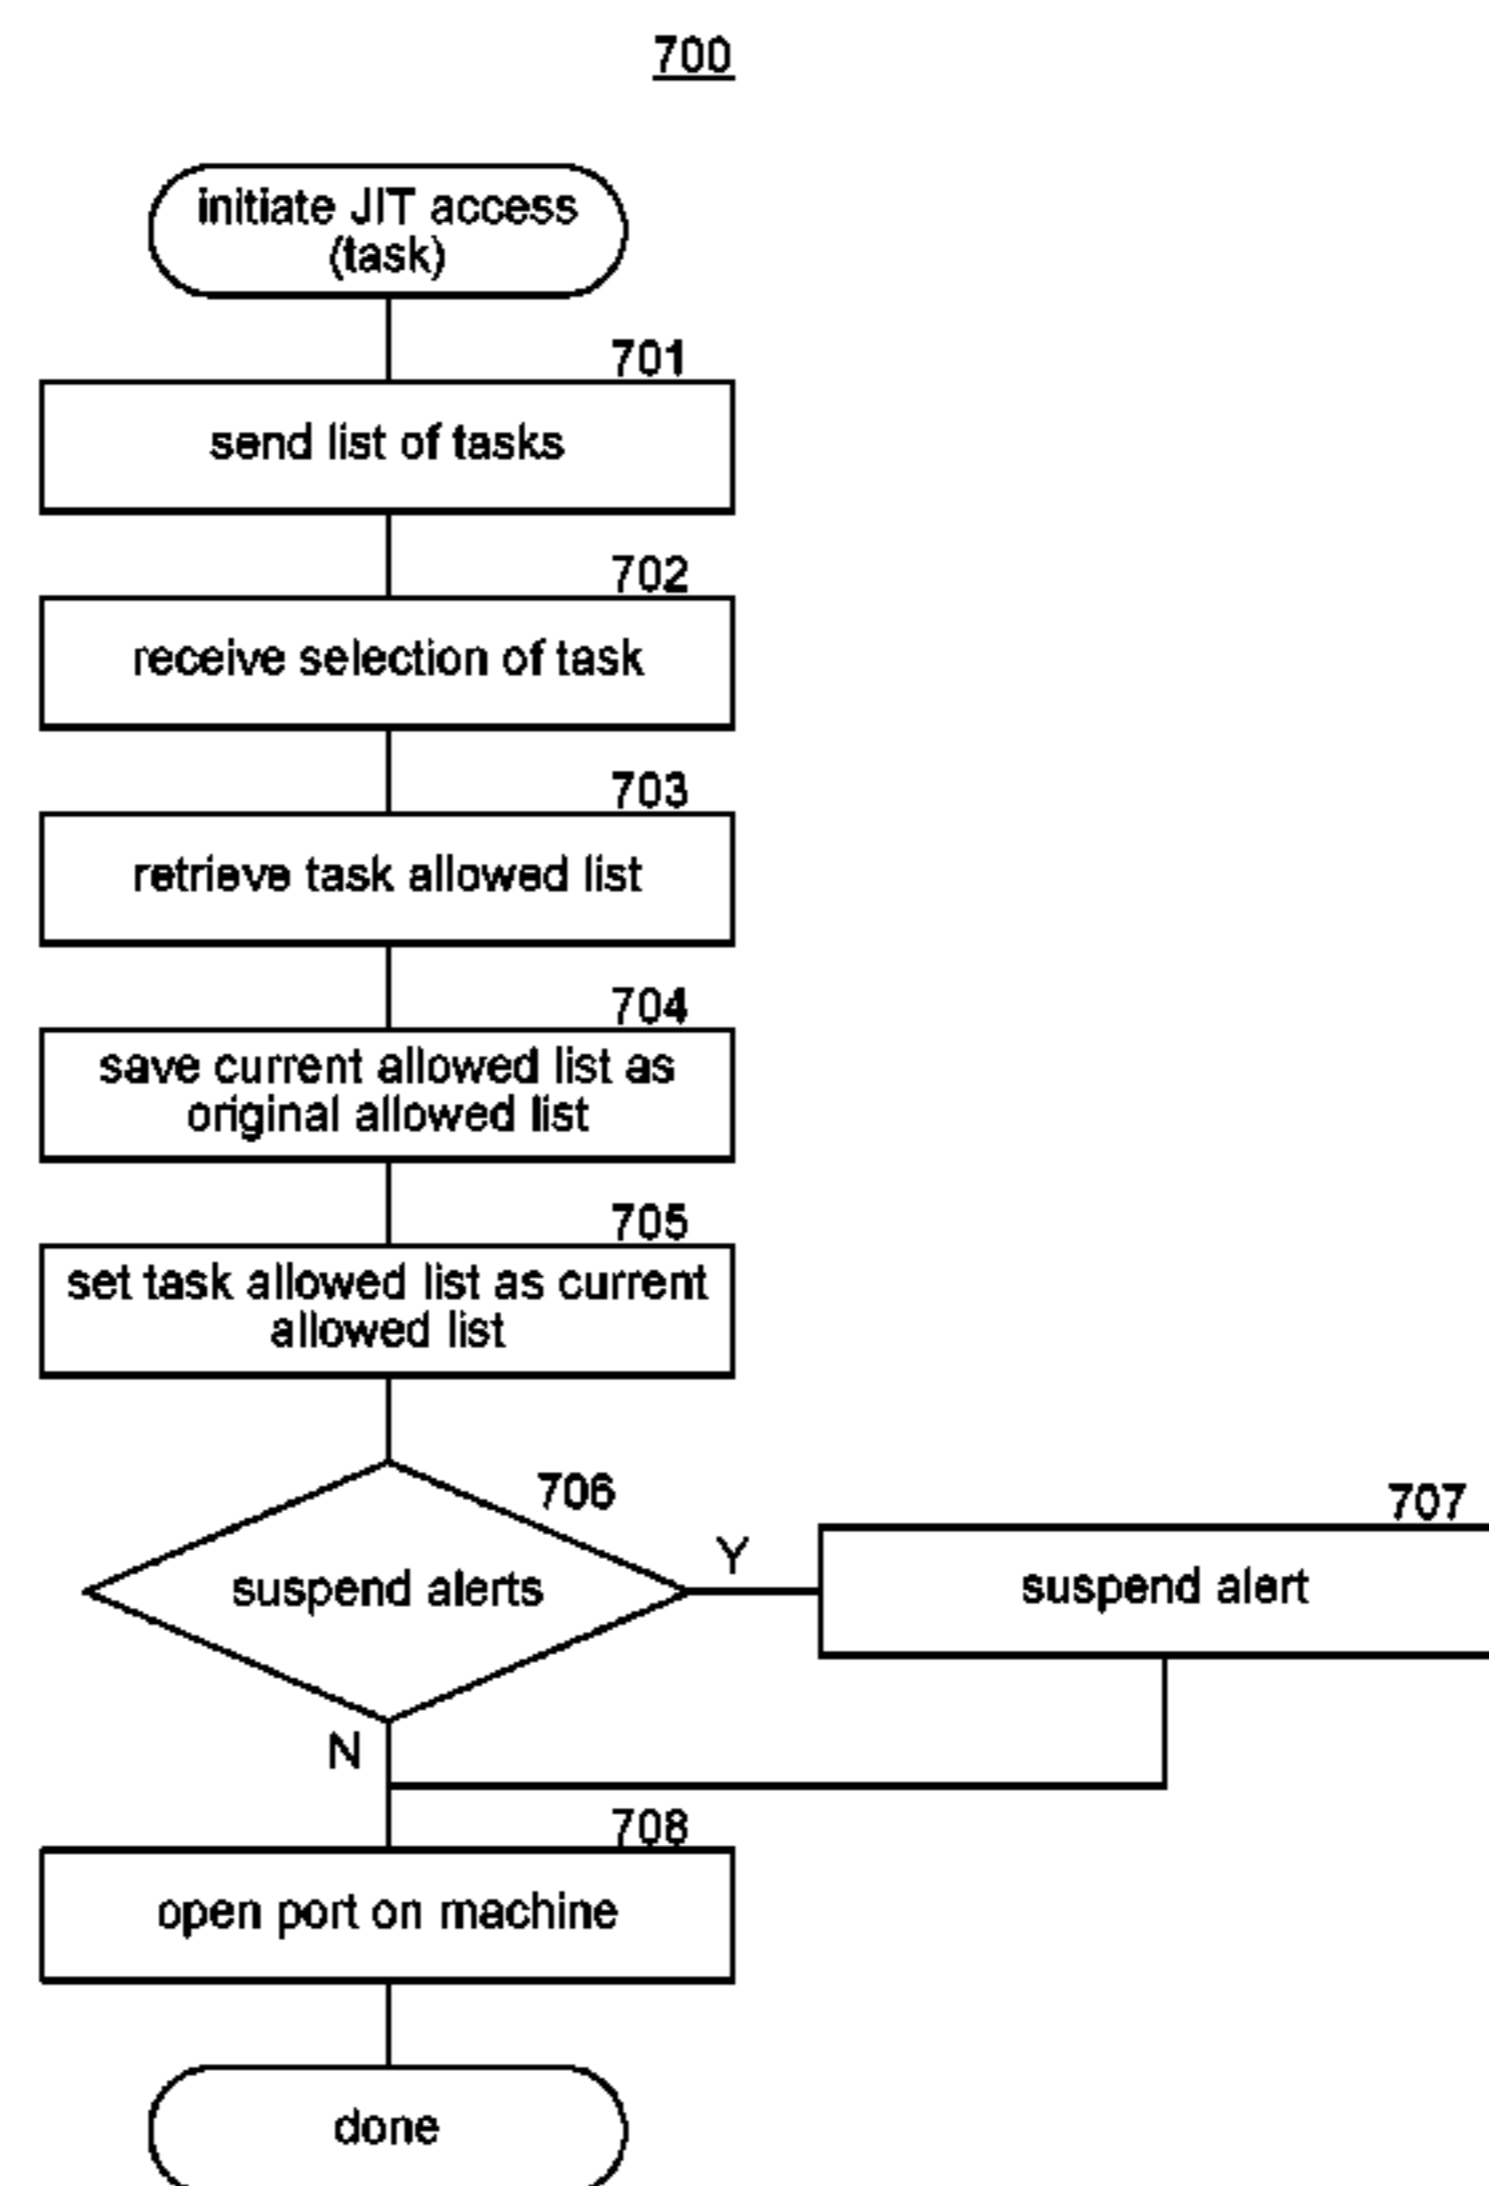 700
initiate JIT access
(task)
701
send list of tasks
702
receive selection of task
703
retrieve task allowed list
704
save current allowed list as
original allowed list
705
set task allowed list as current
allowed list
706
suspend alerts
Y
707
suspend alert
N
708
open port on machine
done